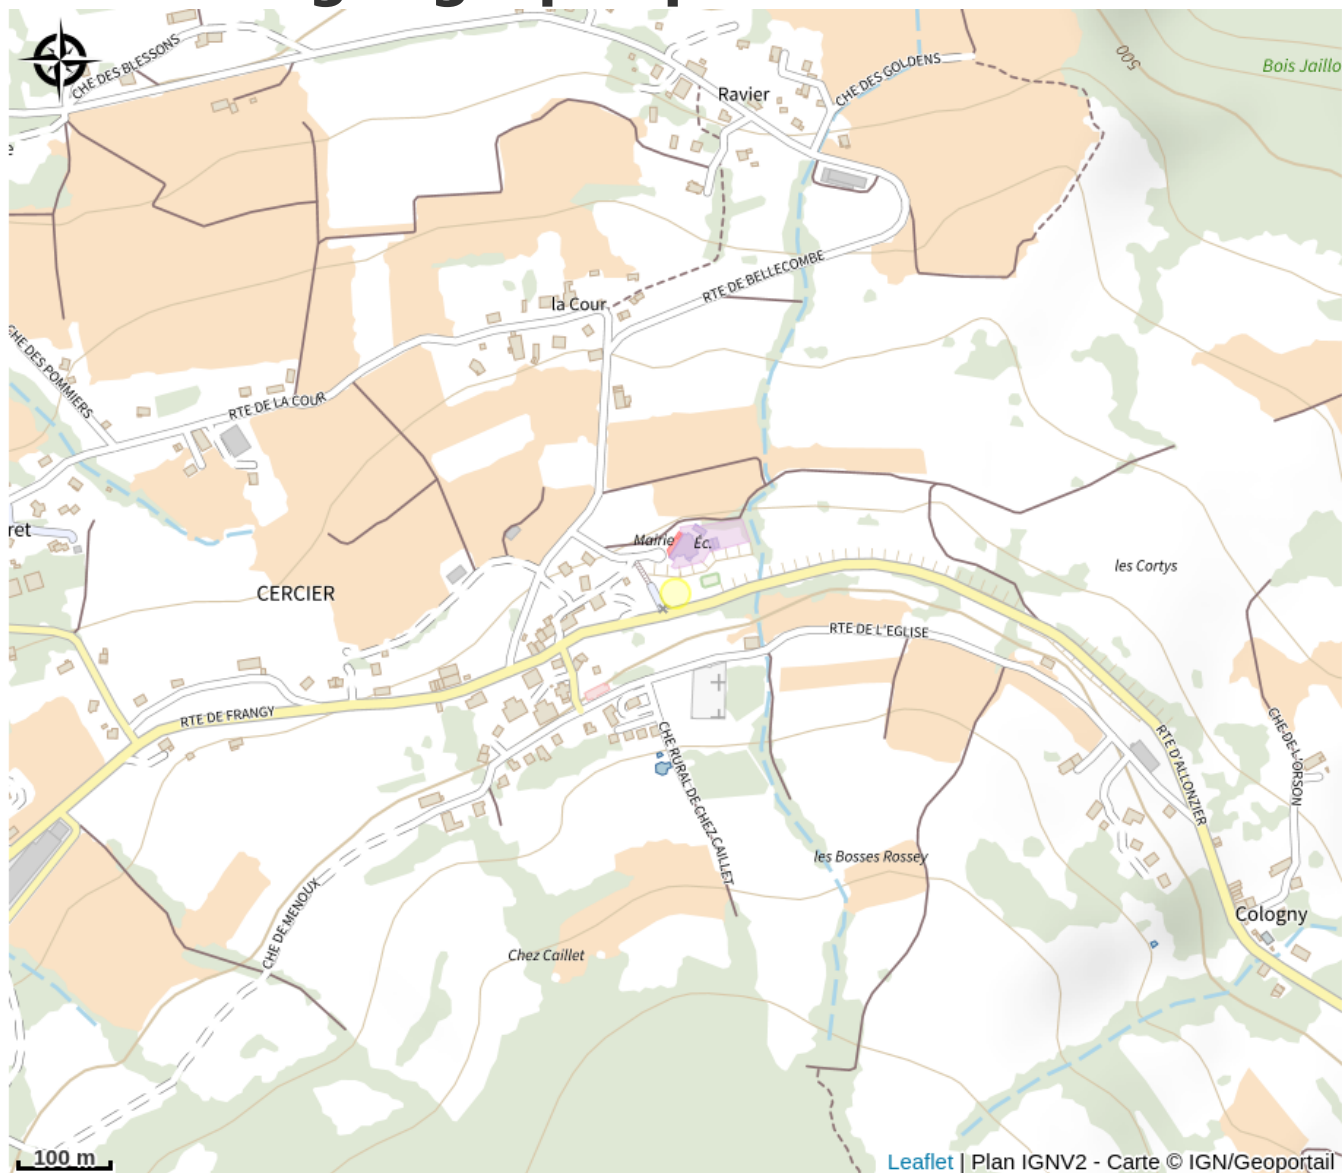 CHE DES BLESSONS
500
Bois Jaillo
Ravier
CHE DES GOLDENS
RTE DE BELLECOMBE
la Cour
CHE DES POMMIERS
RTE DE LA COUR
ret
Mairie
Éc.
les Cortys
CERCIER
RTE DE L'EGLISE
RTE DE FRANGY
CHE RURAL DE CHEZ CAILLET
RTE D'ALLONZIER
CHE DE L'ORSON
les Bosses Rossey
CHE DE MENOUX
Cologny
Chez Caillet
100 m
Leaflet | Plan IGNV2 - Carte © IGN/Geoportail